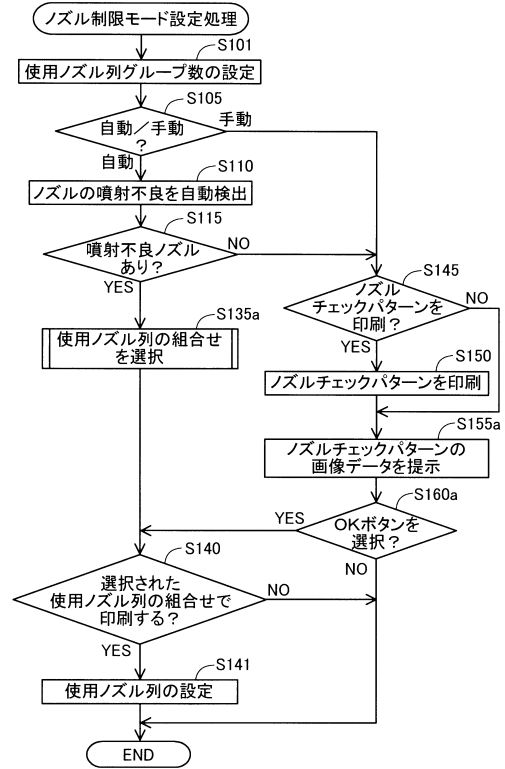 ノズル制限モード設定処理
S101
使用ノズル列グループ数の設定
S105
自動／手動
?
手動
自動
S110
ノズルの噴射不良を自動検出
S115
噴射不良ノズル
あり?
NO
YES
S135a
使用ノズル列の組合せ
を選択
S145
ノズル
チェックパターンを
印刷?
NO
YES
S150
ノズルチェックパターンを印刷
S155a
ノズルチェックパターンの
画像データを提示
S160a
OKボタンを
選択?
YES
NO
S140
選択された
使用ノズル列の組合せで
印刷する?
NO
YES
S141
使用ノズル列の設定
END